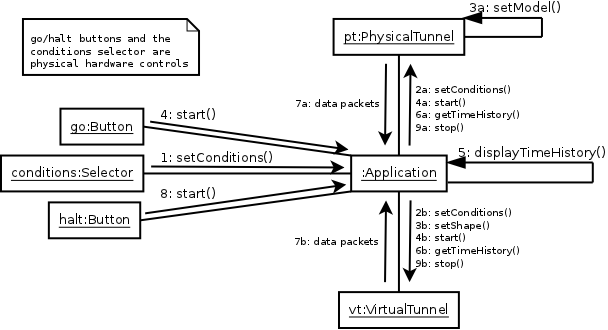 3a: setModel()
go/halt buttons and the
conditions selector are
physical hardware controls
pt:PhysicalTunnel
7a: data packets
2a: setConditions()
4a: start()
6a: getTimeHistory()
9a: stop()
4: start()
go:Button
1: setConditions()
conditions:Selector
:Application
5: displayTimeHistory()
8: start()
halt:Button
7b: data packets
2b: setConditions()
3b: setShape()
4b: start()
6b: getTimeHistory()
9b: stop()
vt:VirtualTunnel